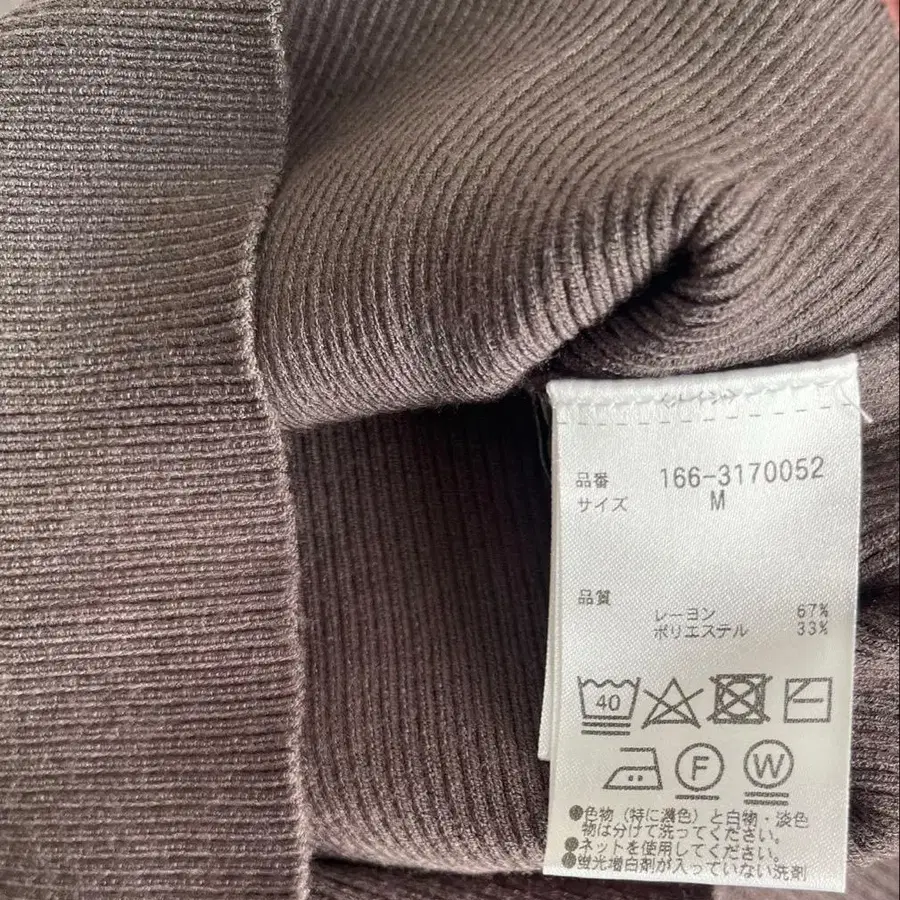 品番 166-3170052
サイズ M
品質
レーヨン 67%
ポリエステル 33%
40
F W
●色物（特に濃色）と白物・淡色
物は分けて洗ってください。
●ネットを使用してください。
●蛍光増白剤が入っていない洗剤